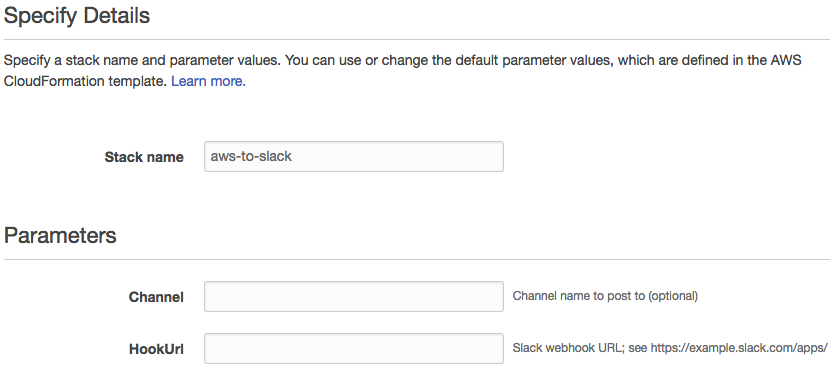 Specify Details
Specify a stack name and parameter values. You can use or change the default parameter values, which are defined in the AWS
CloudFormation template. Learn more.
Stack name
aws-to-slack
Parameters
Channel
Channel name to post to (optional)
HookUrl
Slack webhook URL; see https://example.slack.com/apps/